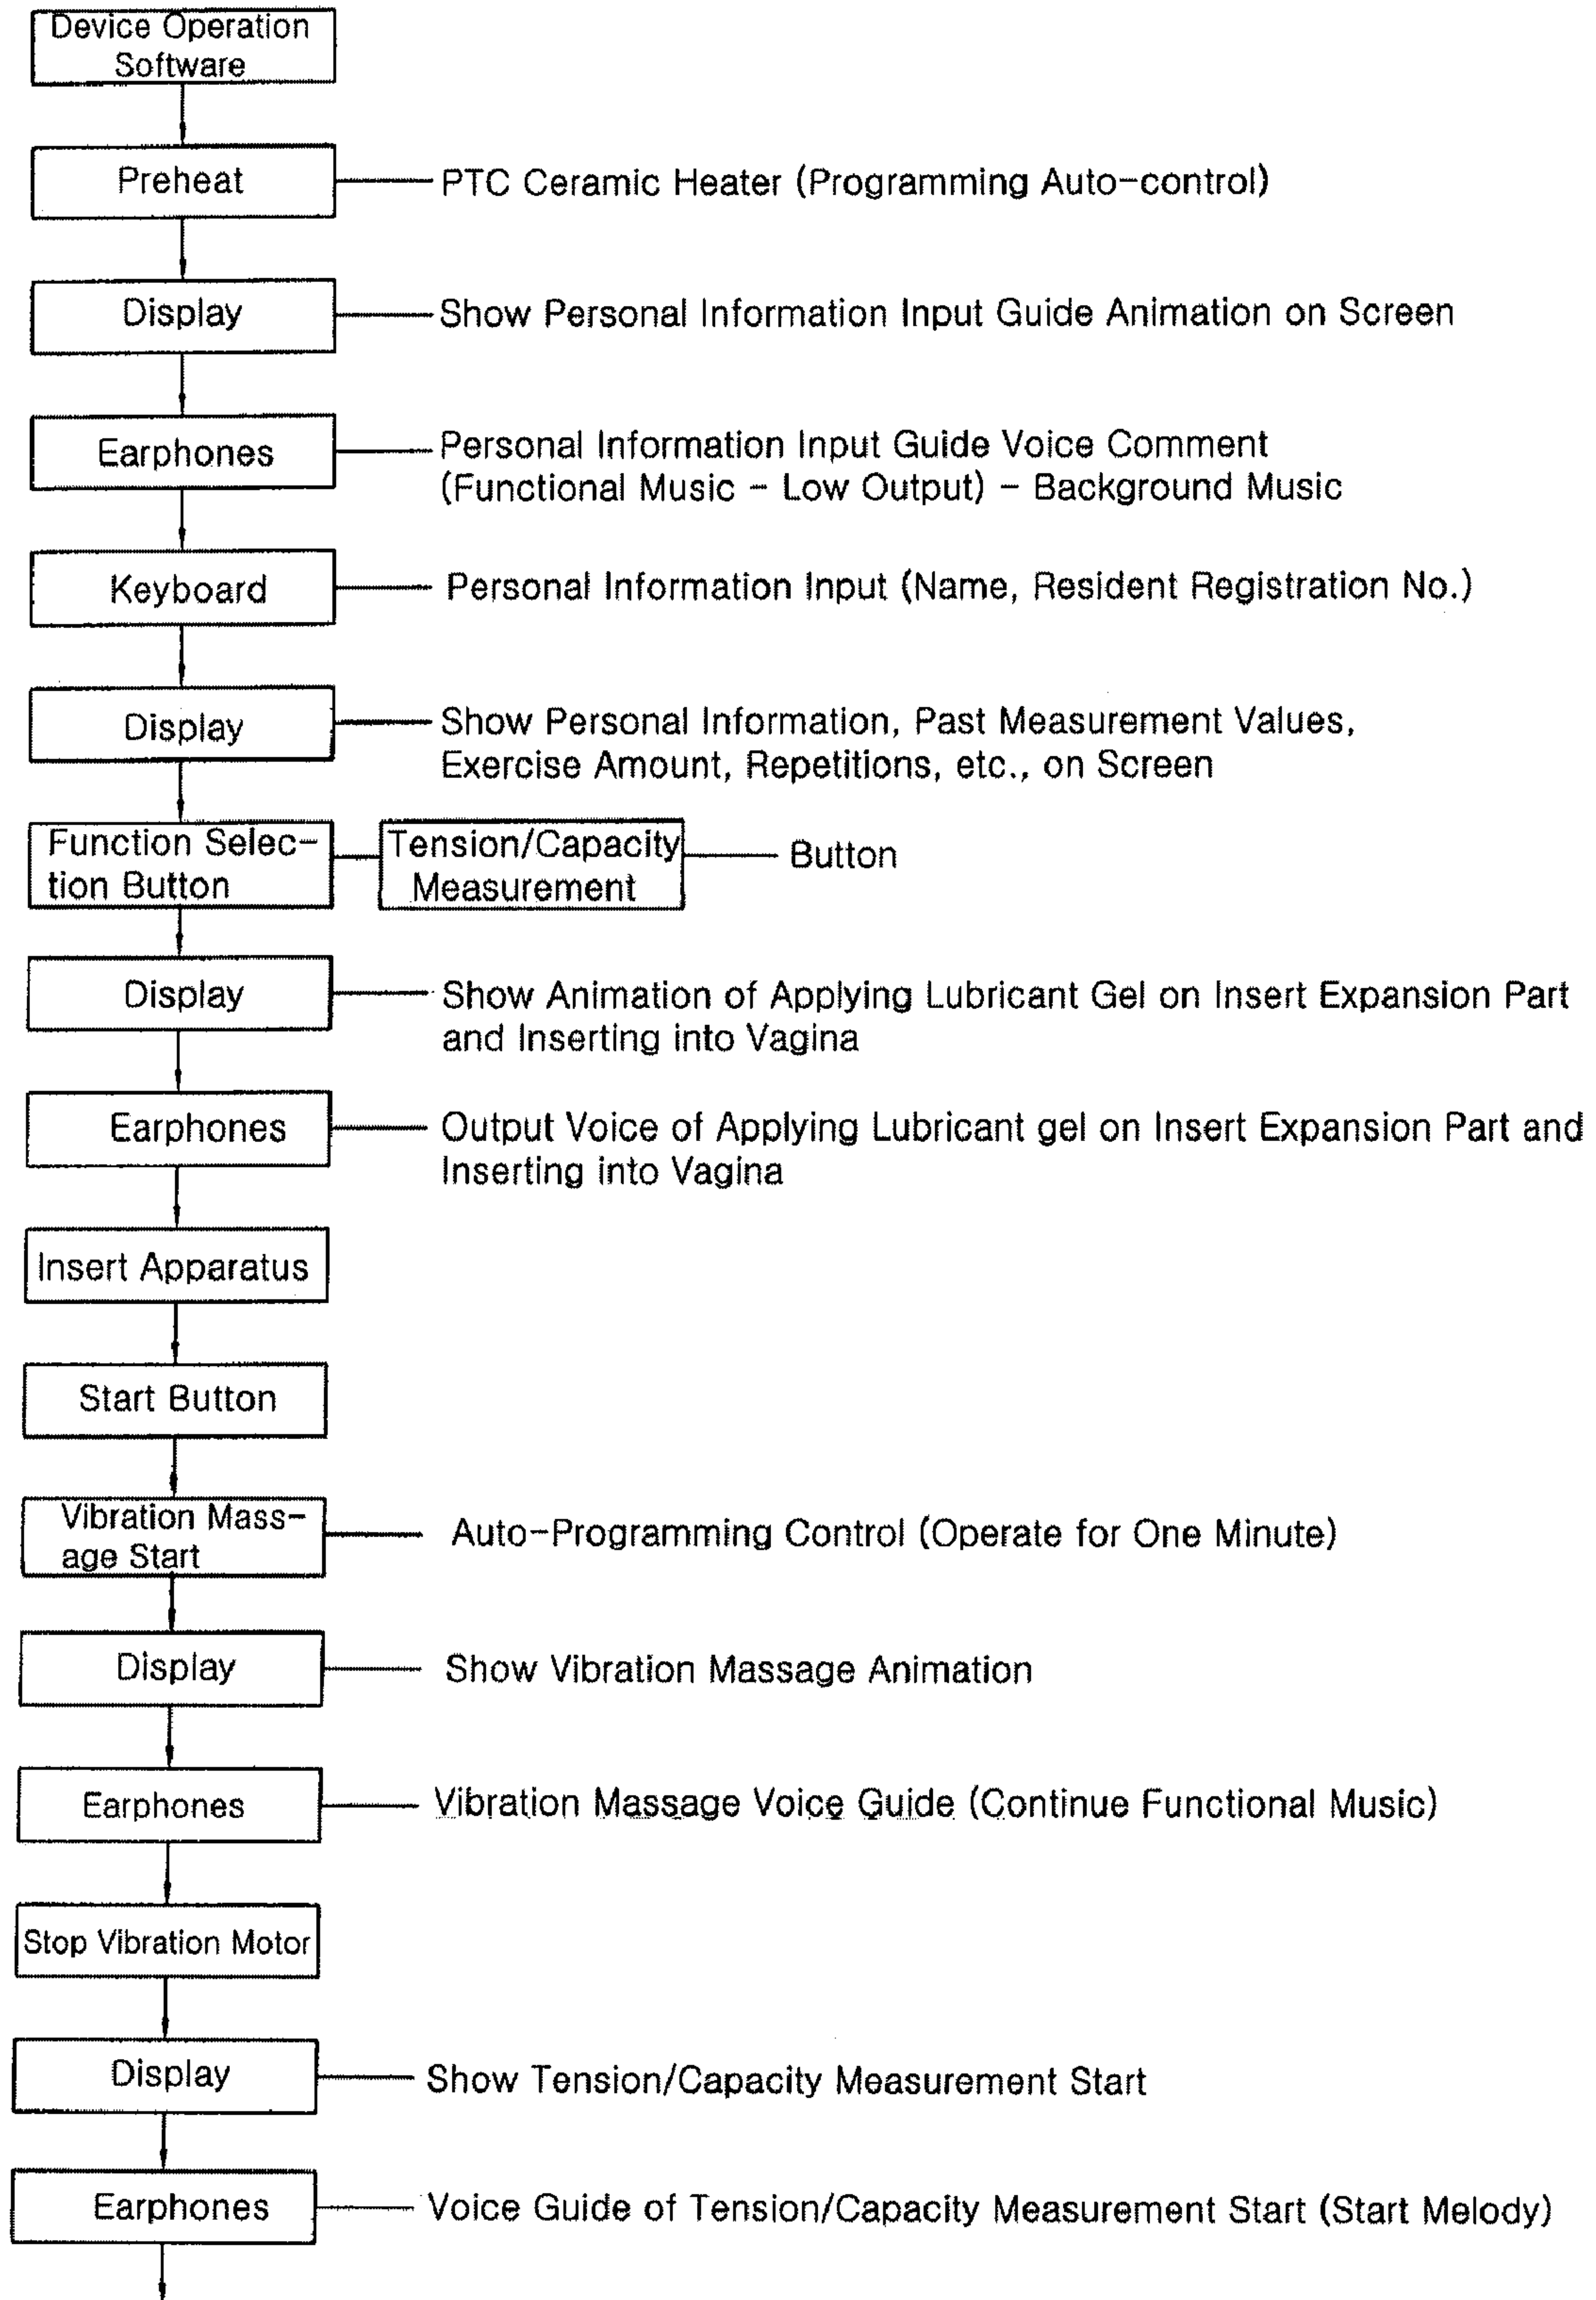 Device Operation
Software
Preheat
PTC Ceramic Heater (Programming Auto-control)
Display
Show Personal Information Input Guide Animation on Screen
Earphones
Personal Information Input Guide Voice Comment
(Functional Music - Low Output) - Background Music
Keyboard
Personal Information Input (Name, Resident Registration No.)
Display
Show Personal Information, Past Measurement Values,
Exercise Amount, Repetitions, etc., on Screen
Function Selec-
tion Button
Tension/Capacity
Measurement
Button
Display
Show Animation of Applying Lubricant Gel on Insert Expansion Part
and Inserting into Vagina
Earphones
Output Voice of Applying Lubricant gel on Insert Expansion Part and
Inserting into Vagina
Insert Apparatus
Start Button
Vibration Mass-
age Start
Auto-Programming Control (Operate for One Minute)
Display
Show Vibration Massage Animation
Earphones
Vibration Massage Voice Guide (Continue Functional Music)
Stop Vibration Motor
Display
Show Tension/Capacity Measurement Start
Earphones
Voice Guide of Tension/Capacity Measurement Start (Start Melody)